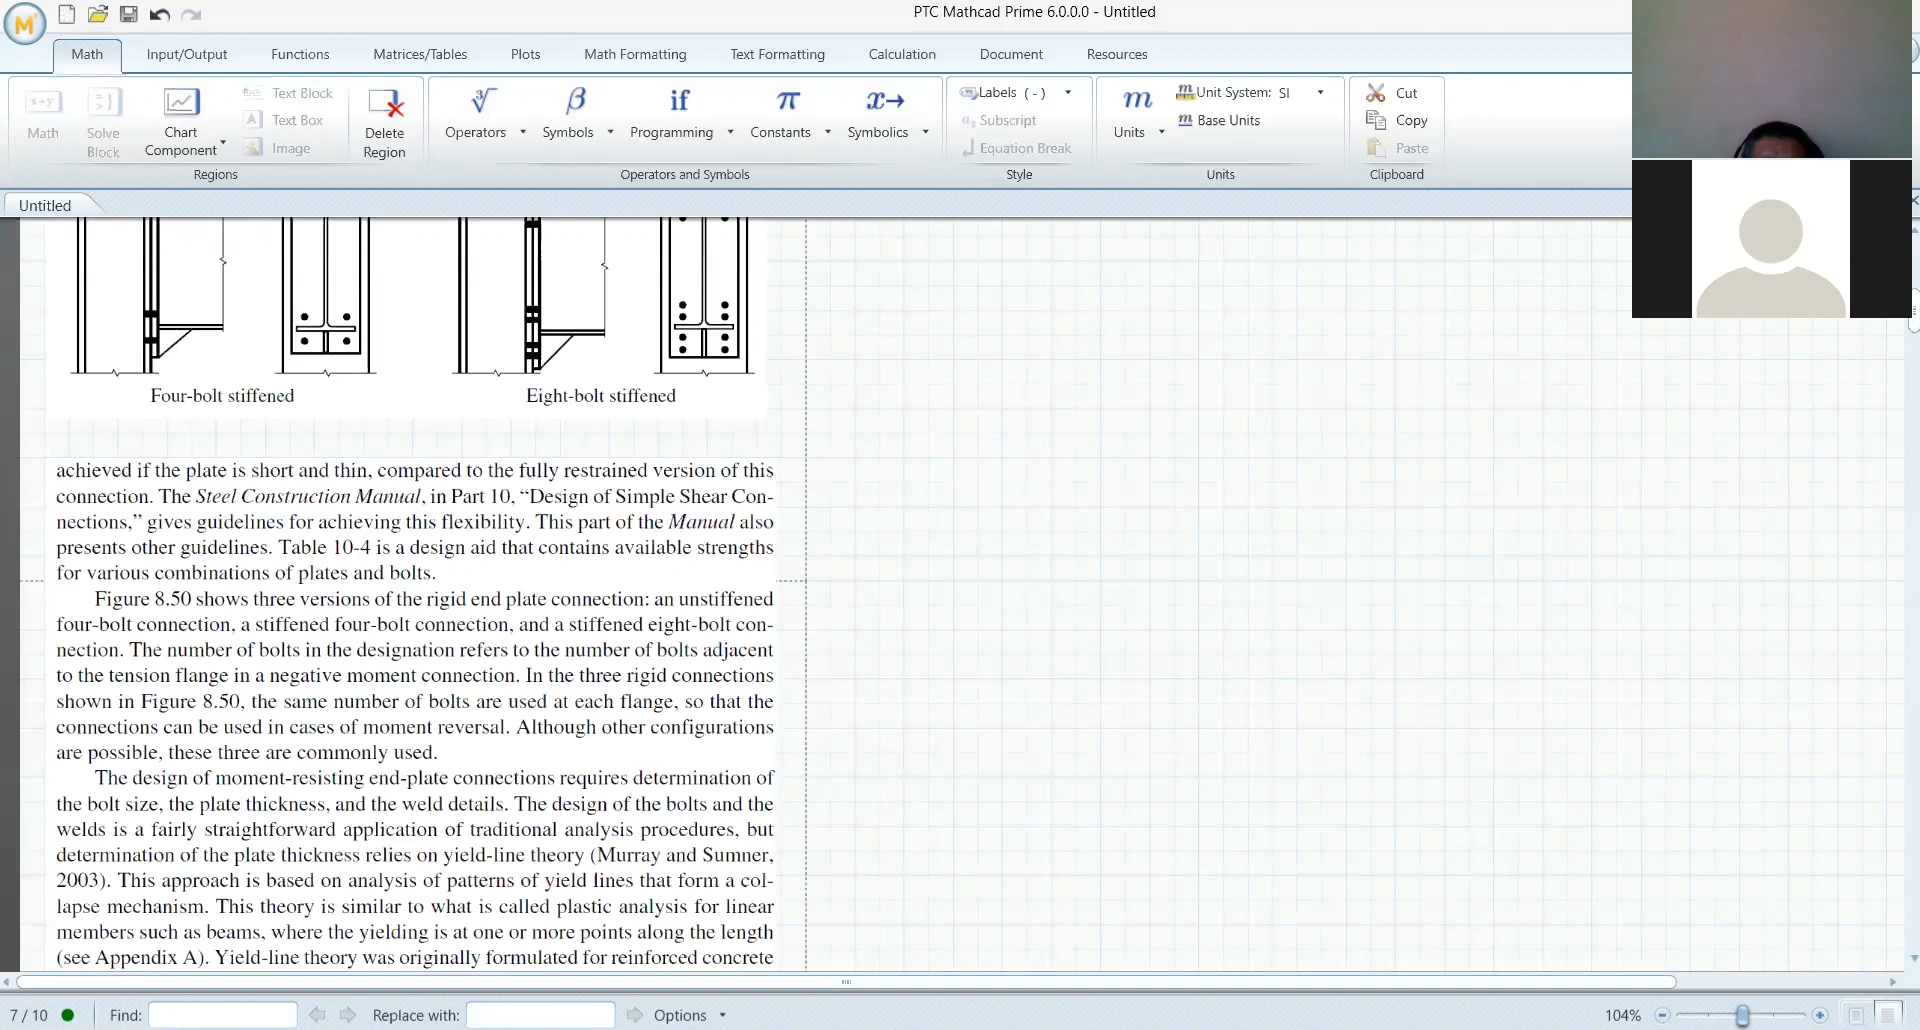 PTC Mathcad Prime 6.0.0.0 - Untitled
Math Input/Output Functions Matrices/Tables Plots Math Formatting Text Formatting Calculation Document Resources
Math
Solve Block
Chart Component
Text Block
Text Box
Image
Delete Region
Regions
Operators
Symbols
if Programming
π Constants
Symbolics
Operators and Symbols
Labels ( - )
Subscript
Equation Break
Style
m Units
Unit System: SI
Base Units
Units
Cut
Copy
Paste
Clipboard
Untitled
Four-bolt stiffened
Eight-bolt stiffened
achieved if the plate is short and thin, compared to the fully restrained version of this
connection. The Steel Construction Manual, in Part 10, “Design of Simple Shear Con-
nections,” gives guidelines for achieving this flexibility. This part of the Manual also
presents other guidelines. Table 10-4 is a design aid that contains available strengths
for various combinations of plates and bolts.
Figure 8.50 shows three versions of the rigid end plate connection: an unstiffened
four-bolt connection, a stiffened four-bolt connection, and a stiffened eight-bolt con-
nection. The number of bolts in the designation refers to the number of bolts adjacent
to the tension flange in a negative moment connection. In the three rigid connections
shown in Figure 8.50, the same number of bolts are used at each flange, so that the
connections can be used in cases of moment reversal. Although other configurations
are possible, these three are commonly used.
The design of moment-resisting end-plate connections requires determination of
the bolt size, the plate thickness, and the weld details. The design of the bolts and the
welds is a fairly straightforward application of traditional analysis procedures, but
determination of the plate thickness relies on yield-line theory (Murray and Sumner,
2003). This approach is based on analysis of patterns of yield lines that form a col-
lapse mechanism. This theory is similar to what is called plastic analysis for linear
members such as beams, where the yielding is at one or more points along the length
(see Appendix A). Yield-line theory was originally formulated for reinforced concrete
7 / 10 Find: Replace with: Options 104%